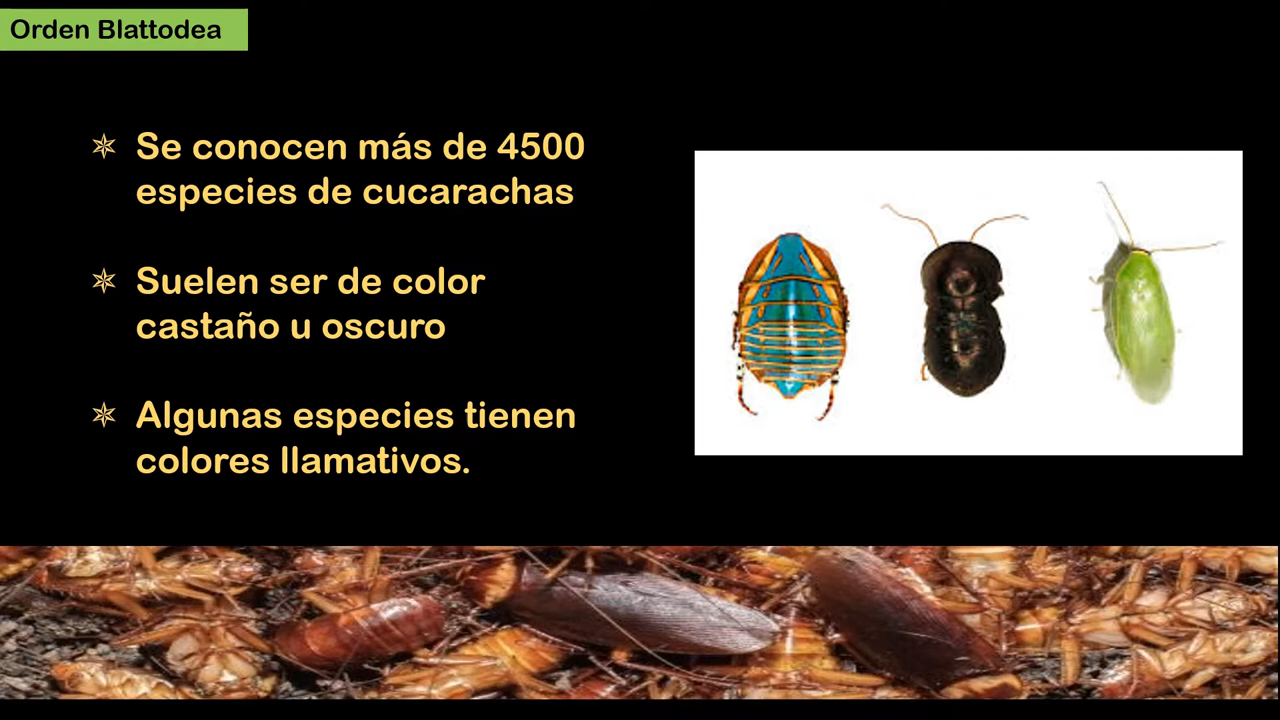 Orden Blattodea
✴ Se conocen más de 4500
especies de cucarachas
✴ Suelen ser de color
castaño u oscuro
✴ Algunas especies tienen
colores llamativos.